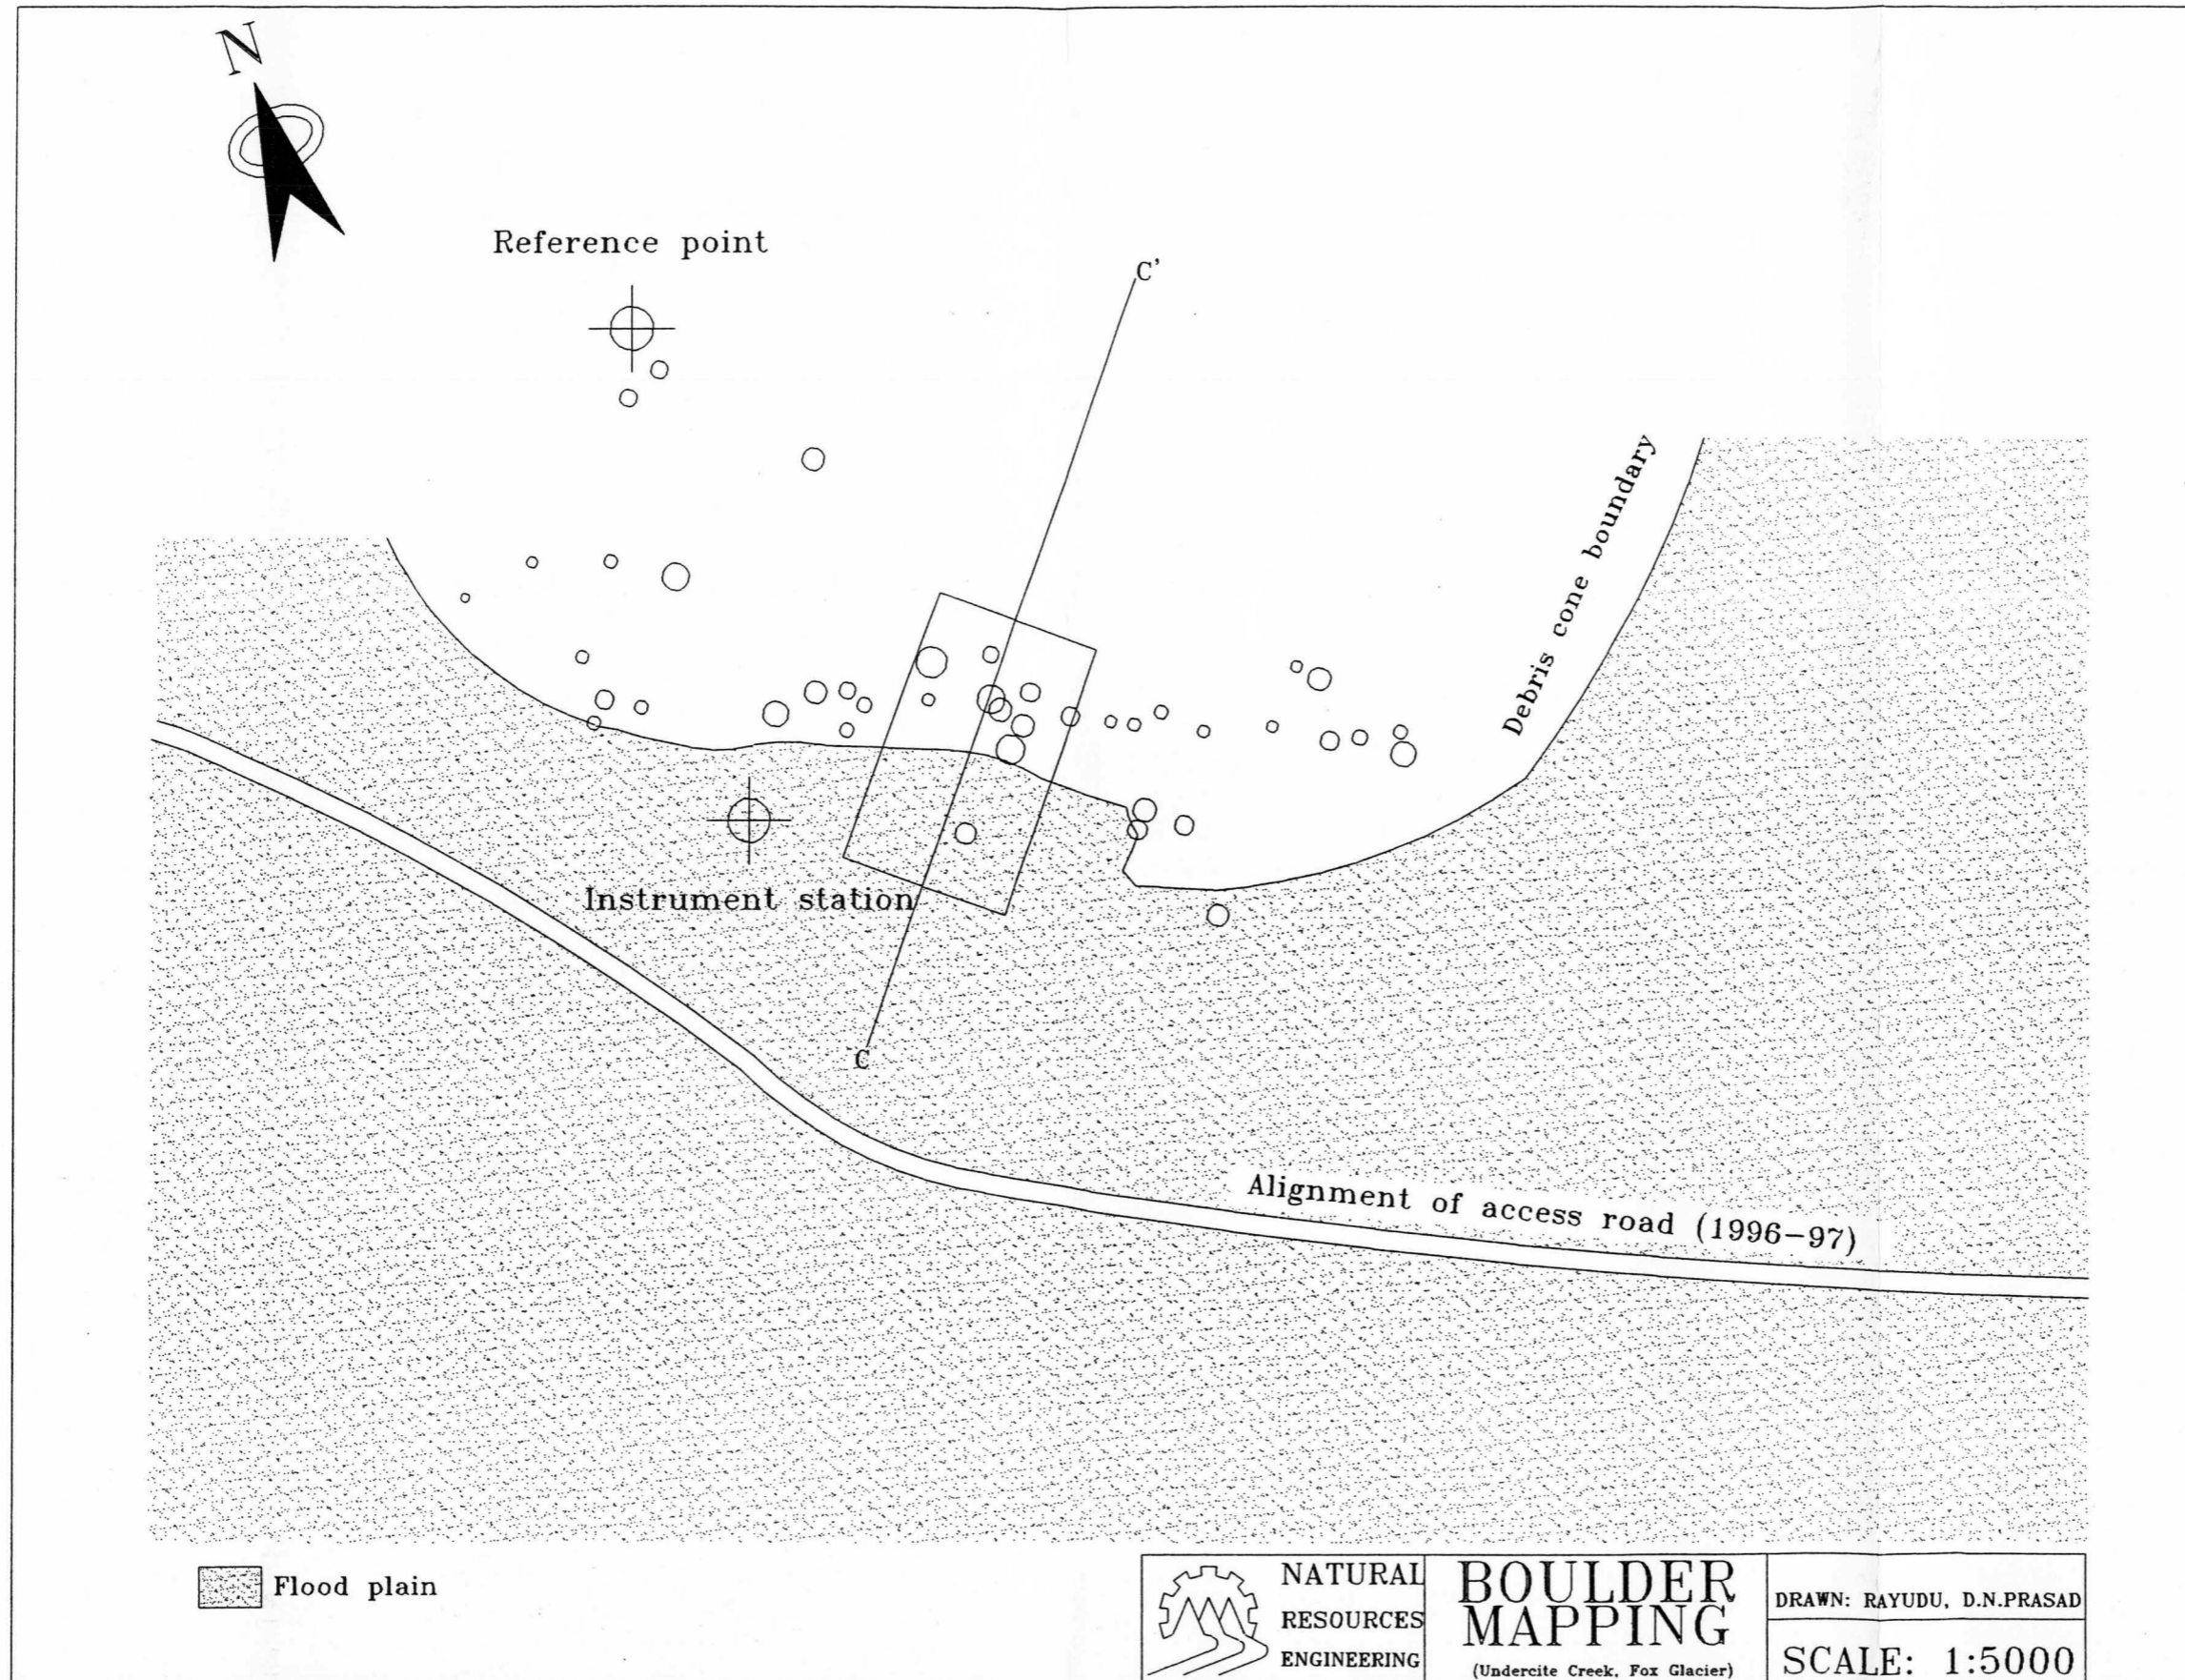 N
Reference point
C'
Debris cone boundary
Instrument station
C
Alignment of access road (1996-97)
Flood plain
NATURAL
RESOURCES
ENGINEERING
BOULDER
MAPPING
(Undercite Creek, Fox Glacier)
DRAWN: RAYUDU, D.N.PRASAD
SCALE: 1:5000